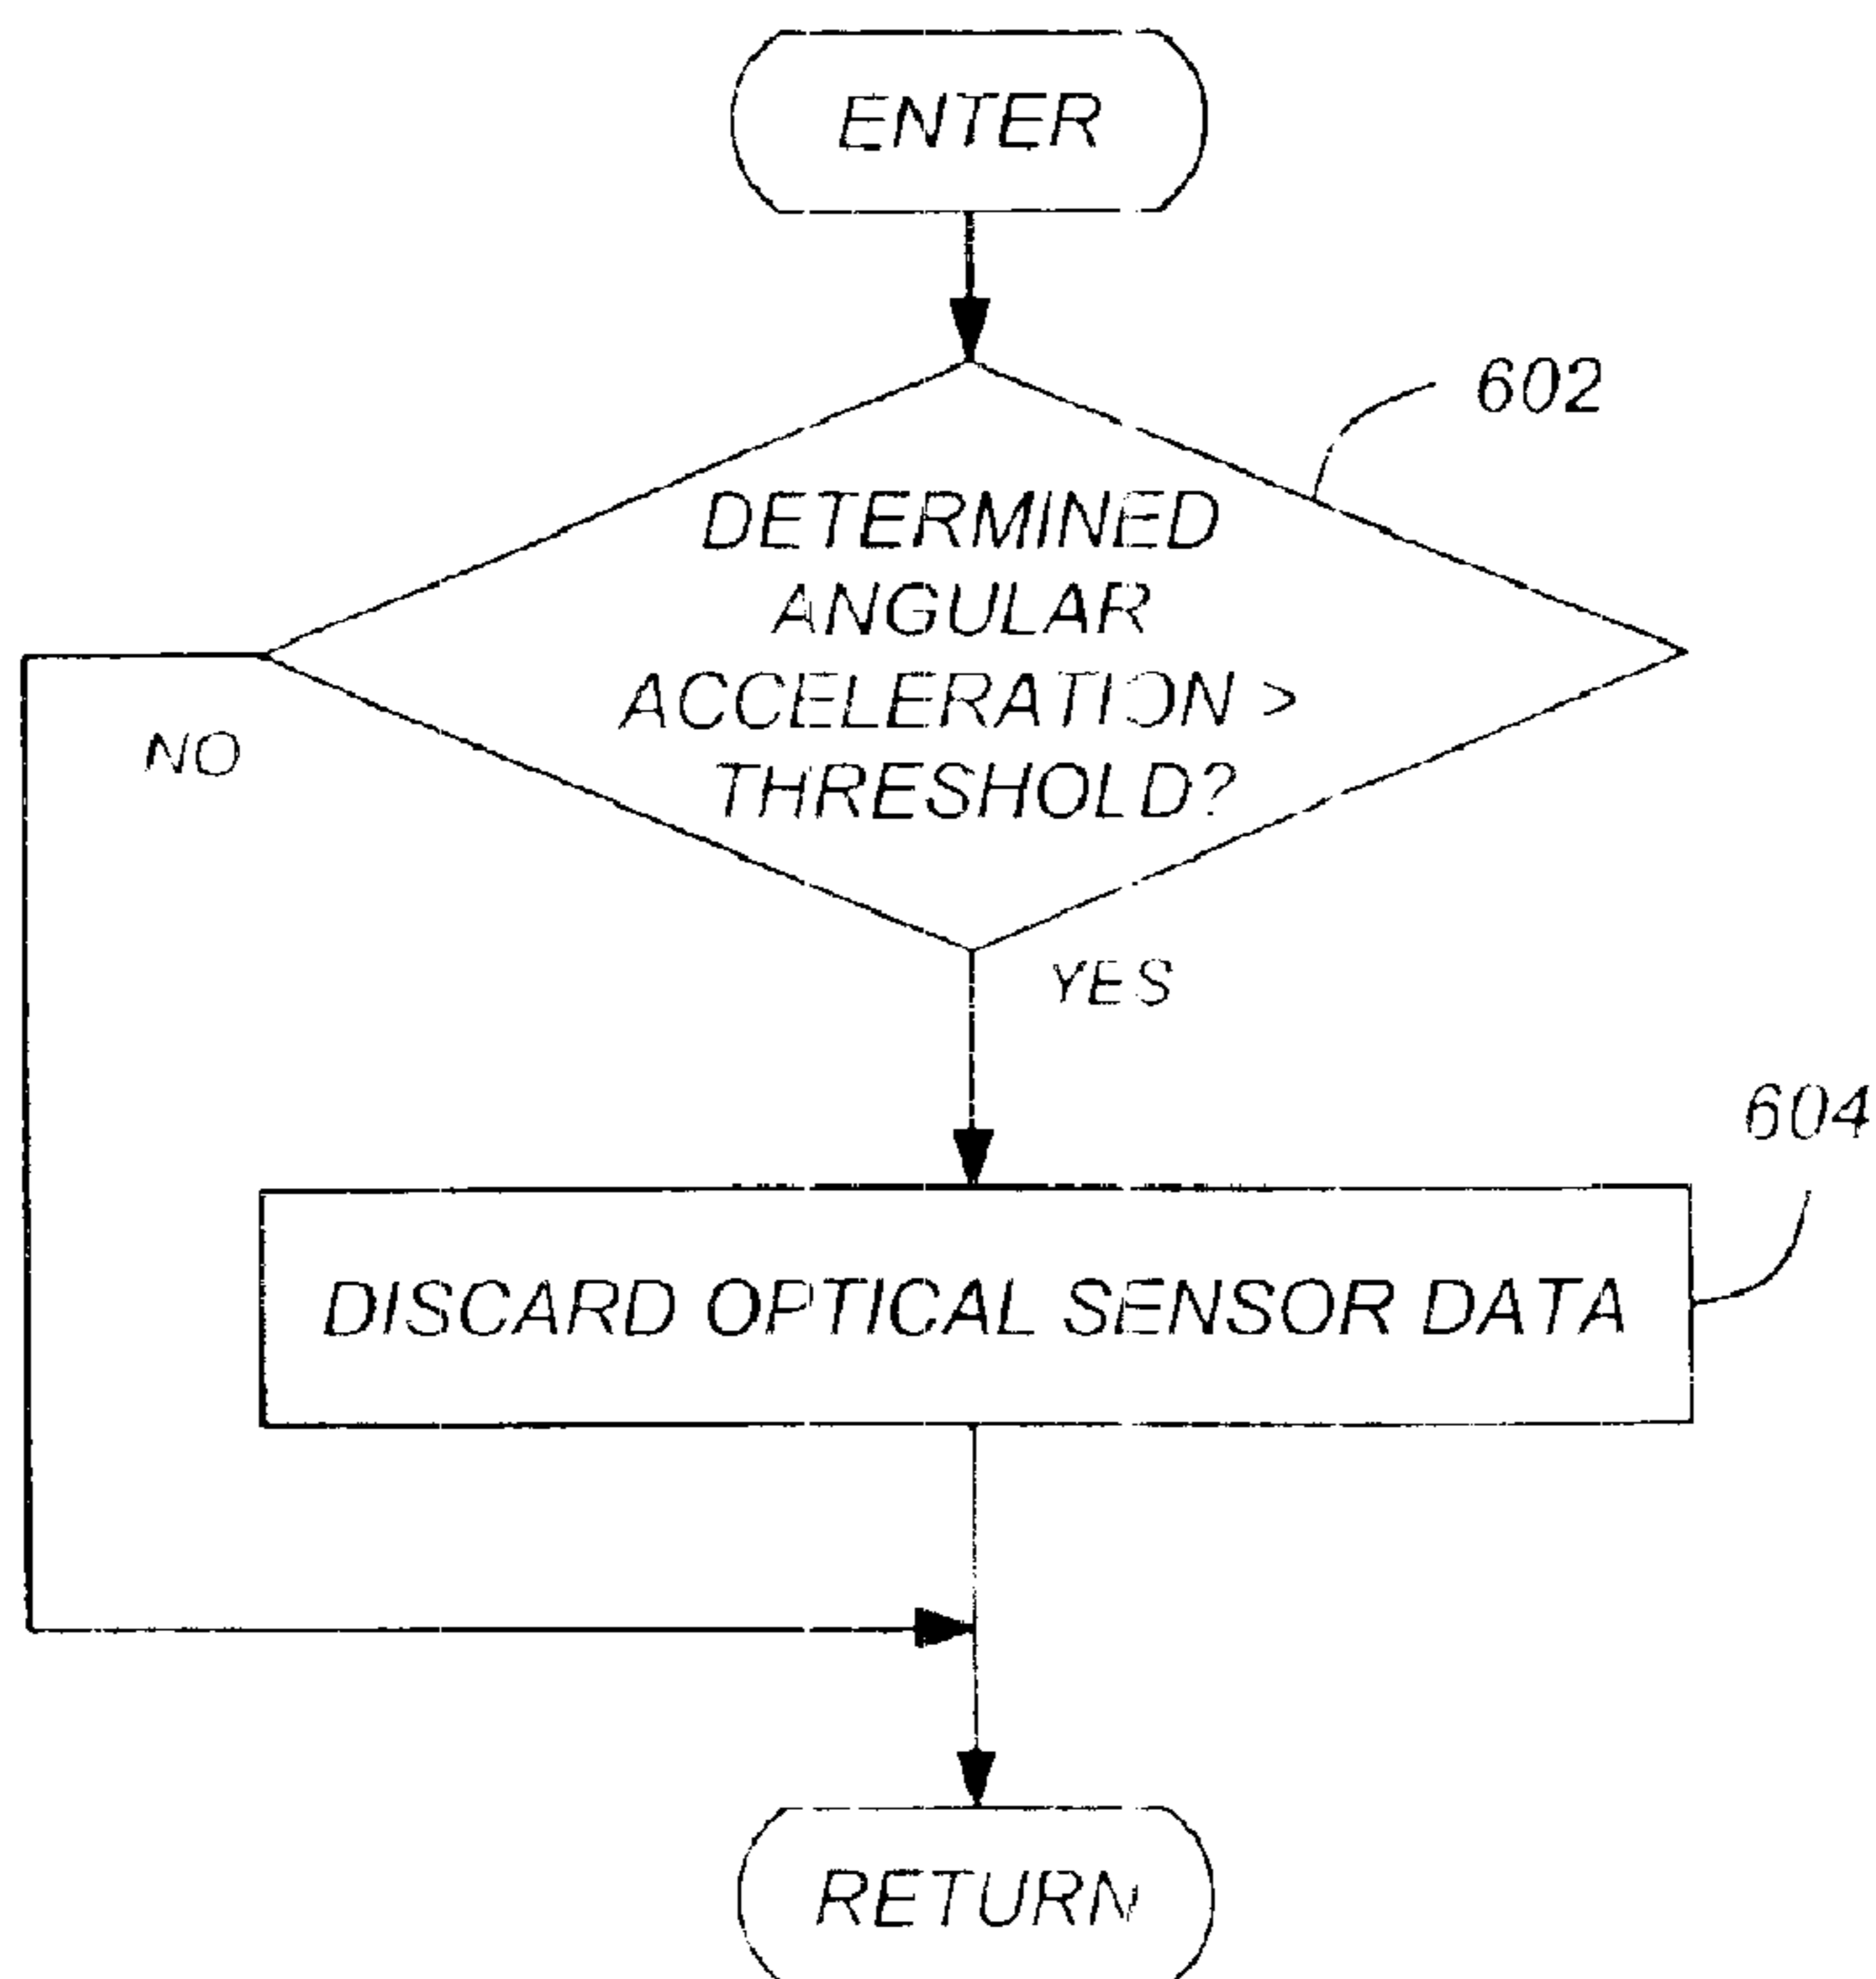 ENTER
602
DETERMINED
ANGULAR
ACCELERATION >
THRESHOLD?
NO
YES
604
DISCARD OPTICAL SENSOR DATA
RETURN